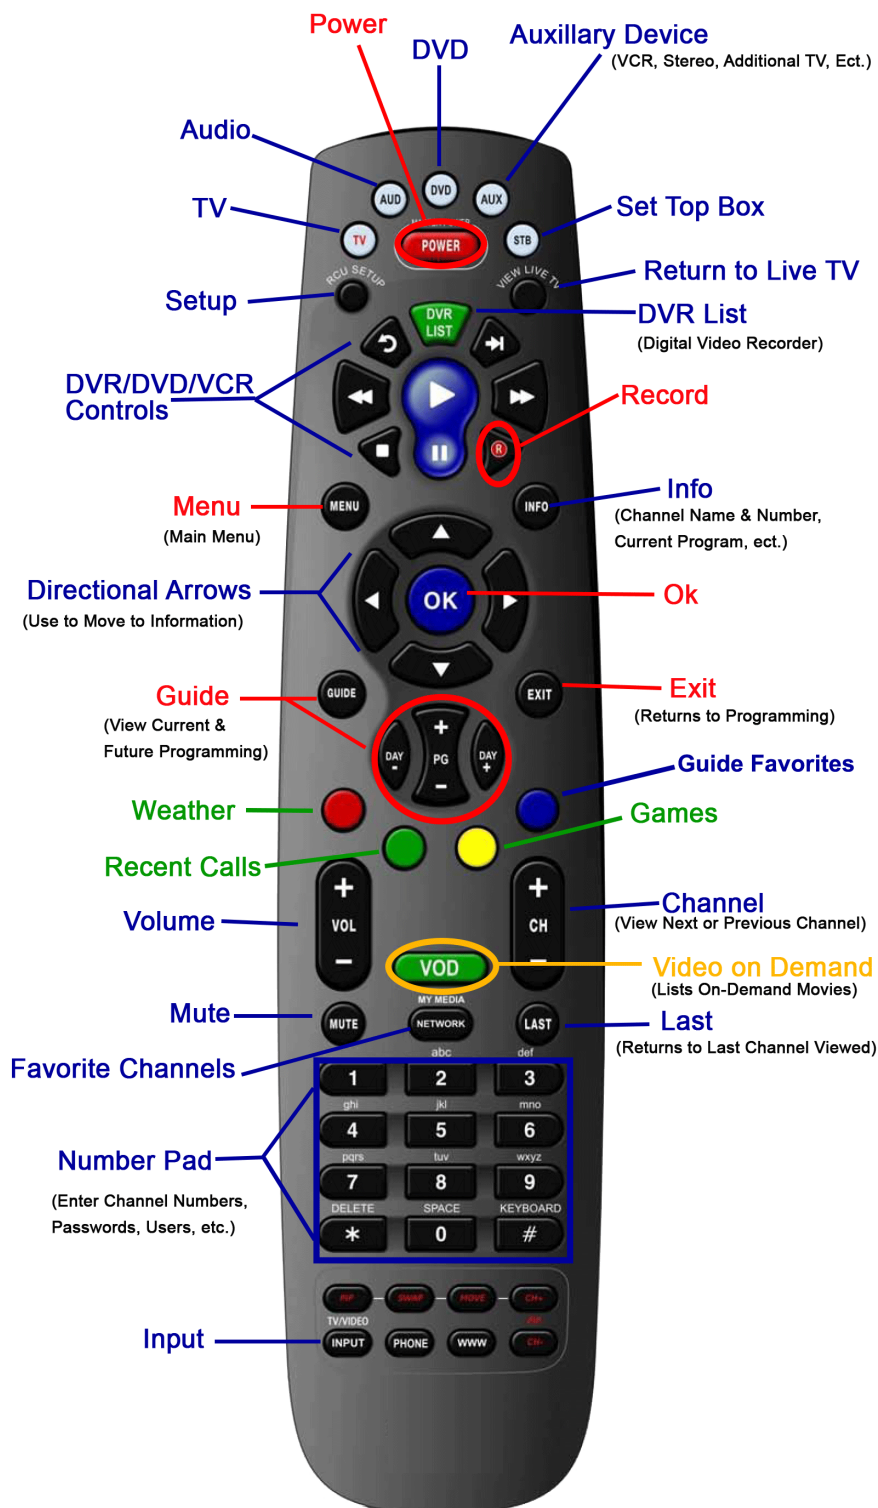 Power
DVD
Auxillary Device
(VCR, Stereo, Additional TV, Ect.)
Audio
TV
Set Top Box
AUD
DVD
AUX
TV
POWER
STB
RCU SETUP
VIEW LIVE TV
Return to Live TV
Setup
DVR List
(Digital Video Recorder)
DVR
LIST
DVR/DVD/VCR
Controls
Record
R
Menu
(Main Menu)
MENU
INFO
Info
(Channel Name & Number,
Current Program, ect.)
Directional Arrows
(Use to Move to Information)
OK
Ok
Guide
(View Current &
Future Programming)
GUIDE
EXIT
Exit
(Returns to Programming)
DAY
-
+
PG
-
DAY
+
Guide Favorites
Weather
Games
Recent Calls
Volume
+
VOL
-
+
CH
-
Channel
(View Next or Previous Channel)
VOD
Video on Demand
(Lists On-Demand Movies)
Mute
MUTE
MY MEDIA
NETWORK
LAST
Last
(Returns to Last Channel Viewed)
Favorite Channels
abc def
1 2 3
ghi jkl mno
4 5 6
pqrs tuv wxyz
7 8 9
DELETE SPACE KEYBOARD
* 0 #
Number Pad
(Enter Channel Numbers,
Passwords, Users, etc.)
PIP SWAP MOVE CH+
TV/VIDEO PIP
Input
INPUT PHONE WWW CH-